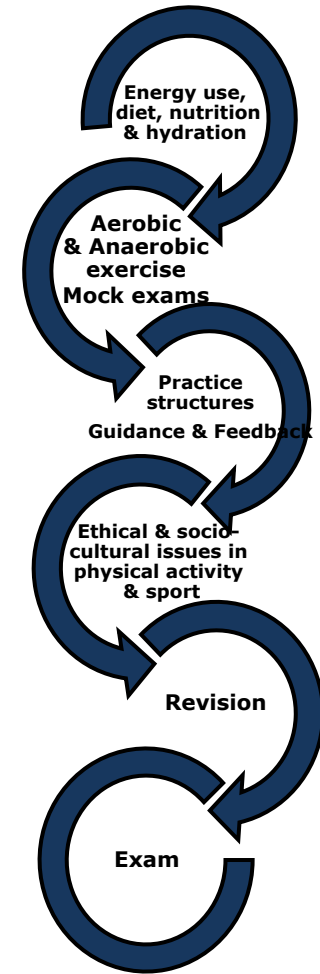 Energy use,
diet, nutrition
& hydration
Aerobic
& Anaerobic
exercise
Mock exams
Practice
structures
Guidance & Feedback
Ethical & socio-
cultural issues in
physical activity
& sport
Revision
Exam